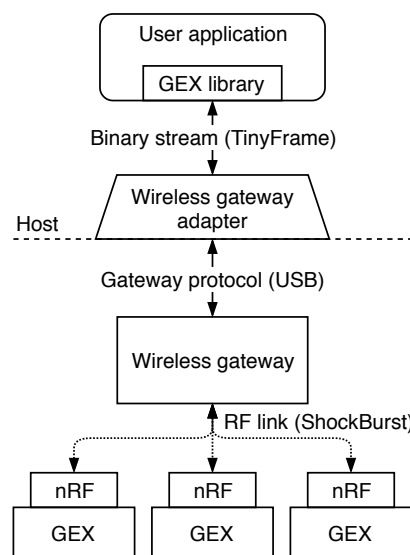 User application
GEX library
Binary stream (TinyFrame)
Wireless gateway
adapter
Host
Gateway protocol (USB)
Wireless gateway
RF link (ShockBurst)
nRF nRF nRF
GEX GEX GEX